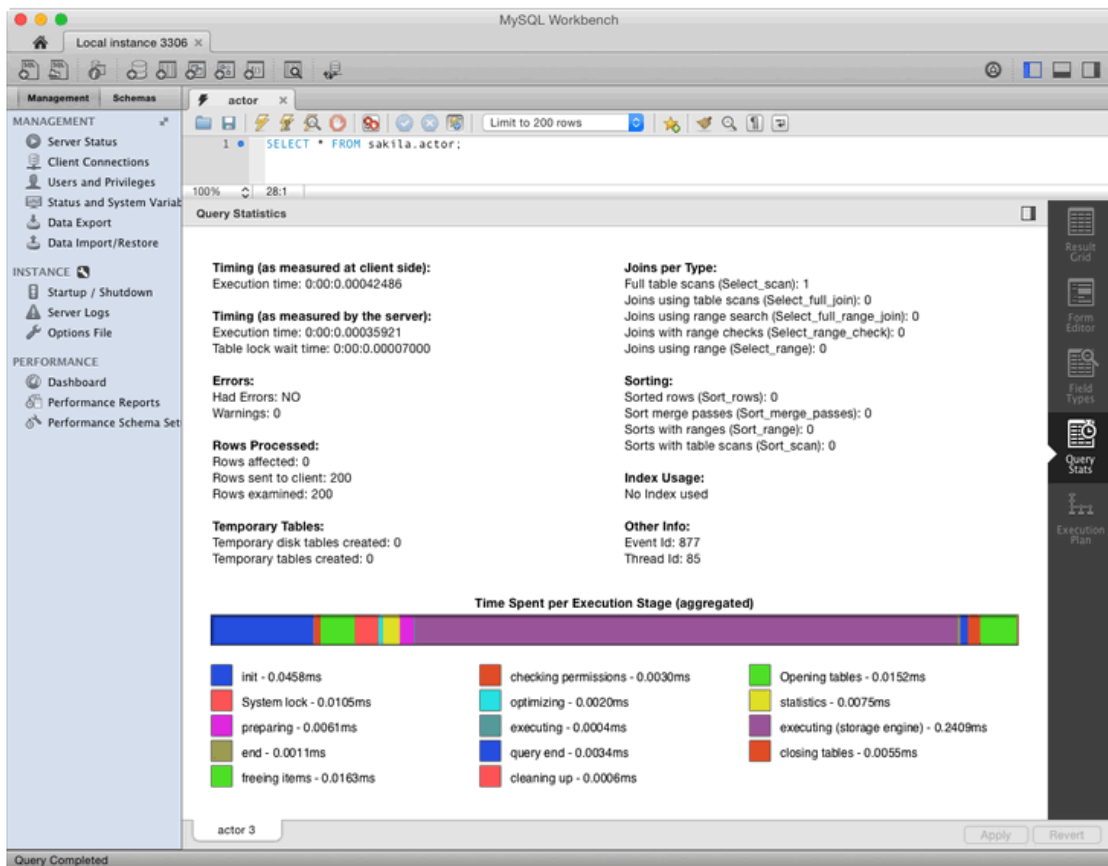 MySQL Workbench
Local instance 3306
Management Schemas
MANAGEMENT
Server Status
Client Connections
Users and Privileges
Status and System Variab
Data Export
Data Import/Restore
INSTANCE
Startup / Shutdown
Server Logs
Options File
PERFORMANCE
Dashboard
Performance Reports
Performance Schema Set
actor
Limit to 200 rows
1 SELECT * FROM sakila.actor;
100% 28:1
Query Statistics
Timing (as measured at client side):
Execution time: 0:00:0.00042486
Timing (as measured by the server):
Execution time: 0:00:0.00035921
Table lock wait time: 0:00:0.00007000
Errors:
Had Errors: NO
Warnings: 0
Rows Processed:
Rows affected: 0
Rows sent to client: 200
Rows examined: 200
Temporary Tables:
Temporary disk tables created: 0
Temporary tables created: 0
Joins per Type:
Full table scans (Select_scan): 1
Joins using table scans (Select_full_join): 0
Joins using range search (Select_full_range_join): 0
Joins with range checks (Select_range_check): 0
Joins using range (Select_range): 0
Sorting:
Sorted rows (Sort_rows): 0
Sort merge passes (Sort_merge_passes): 0
Sorts with ranges (Sort_range): 0
Sorts with table scans (Sort_scan): 0
Index Usage:
No Index used
Other Info:
Event Id: 877
Thread Id: 85
Time Spent per Execution Stage (aggregated)
init - 0.0458ms
checking permissions - 0.0030ms
Opening tables - 0.0152ms
System lock - 0.0105ms
optimizing - 0.0020ms
statistics - 0.0075ms
preparing - 0.0061ms
executing - 0.0004ms
executing (storage engine) - 0.2409ms
end - 0.0011ms
query end - 0.0034ms
closing tables - 0.0055ms
freeing items - 0.0163ms
cleaning up - 0.0006ms
Result
Grid
Form
Editor
Field
Types
Query
Stats
Execution
Plan
actor 3
Apply Revert
Query Completed